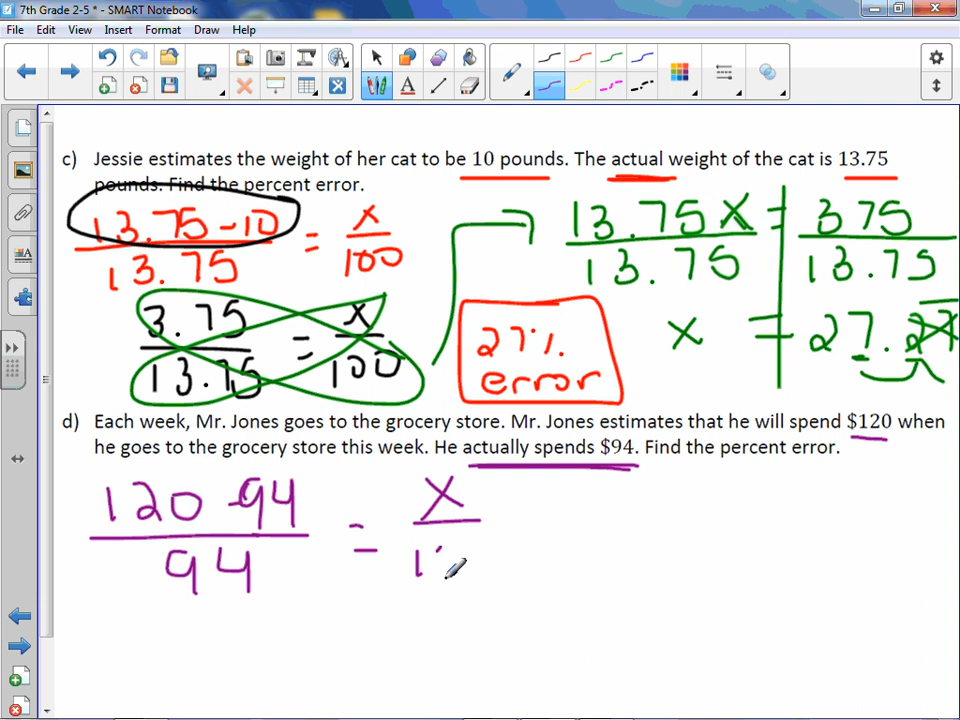 7th Grade 2-5 * - SMART Notebook
File Edit View Insert Format Draw Help
c) Jessie estimates the weight of her cat to be 10 pounds. The actual weight of the cat is 13.75
pounds. Find the percent error.
13.75 - 10 / 13.75 = x / 100
13.75x / 13.75 = 375 / 13.75
3.75 / 13.75 = x / 100
27% error
x = 27.27
d) Each week, Mr. Jones goes to the grocery store. Mr. Jones estimates that he will spend $120 when
he goes to the grocery store this week. He actually spends $94. Find the percent error.
120 - 94 / 94 = x / 1